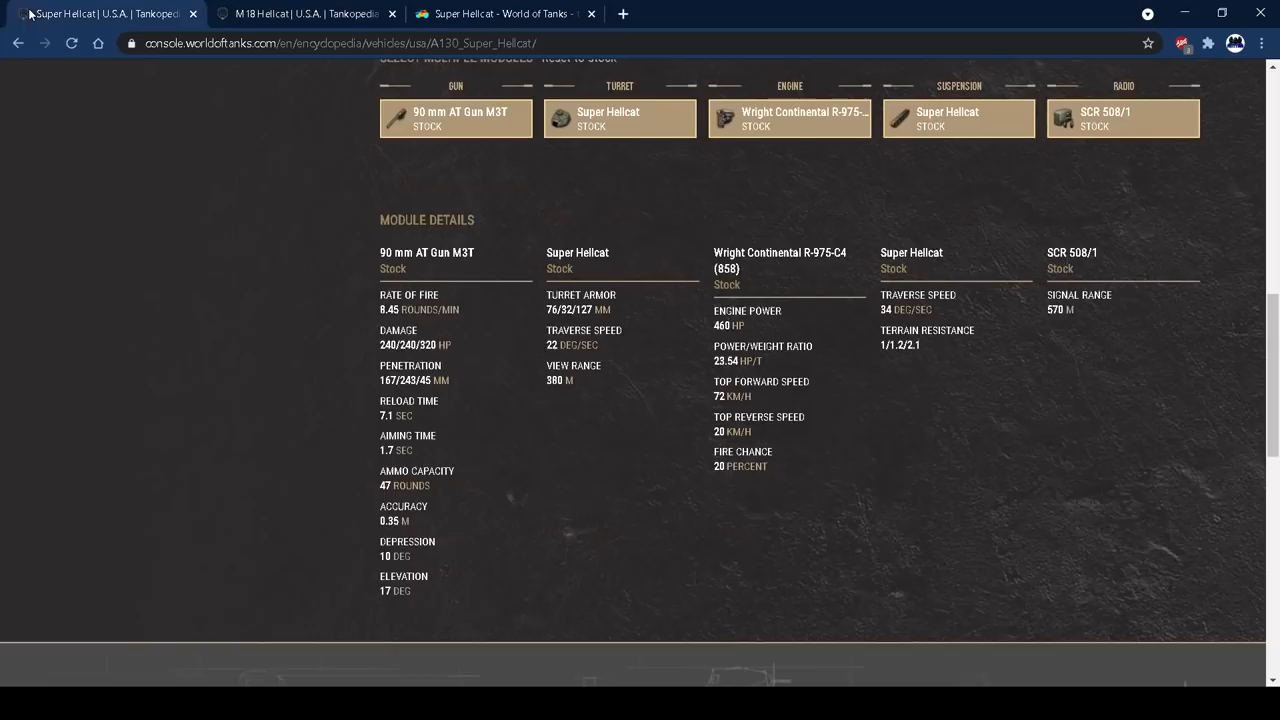 Super Hellcat | U.S.A. | Tankopedi
M18 Hellcat | U.S.A. | Tankopedia
Super Hellcat - World of Tanks -
console.worldoftanks.com/en/encyclopedia/vehicles/usa/A130_Super_Hellcat/
SELECT MULTIPLE MODULES Reset to Stock
GUN
TURRET
ENGINE
SUSPENSION
RADIO
90 mm AT Gun M3T
STOCK
Super Hellcat
STOCK
Wright Continental R-975-...
STOCK
Super Hellcat
STOCK
SCR 508/1
STOCK
MODULE DETAILS
90 mm AT Gun M3T
Stock
RATE OF FIRE
8.45 ROUNDS/MIN
DAMAGE
240/240/320 HP
PENETRATION
167/243/45 MM
RELOAD TIME
7.1 SEC
AIMING TIME
1.7 SEC
AMMO CAPACITY
47 ROUNDS
ACCURACY
0.35 M
DEPRESSION
10 DEG
ELEVATION
17 DEG
Super Hellcat
Stock
TURRET ARMOR
76/32/127 MM
TRAVERSE SPEED
22 DEG/SEC
VIEW RANGE
380 M
Wright Continental R-975-C4
(858)
Stock
ENGINE POWER
460 HP
POWER/WEIGHT RATIO
23.54 HP/T
TOP FORWARD SPEED
72 KM/H
TOP REVERSE SPEED
20 KM/H
FIRE CHANCE
20 PERCENT
Super Hellcat
Stock
TRAVERSE SPEED
34 DEG/SEC
TERRAIN RESISTANCE
1/1.2/2.1
SCR 508/1
Stock
SIGNAL RANGE
570 M